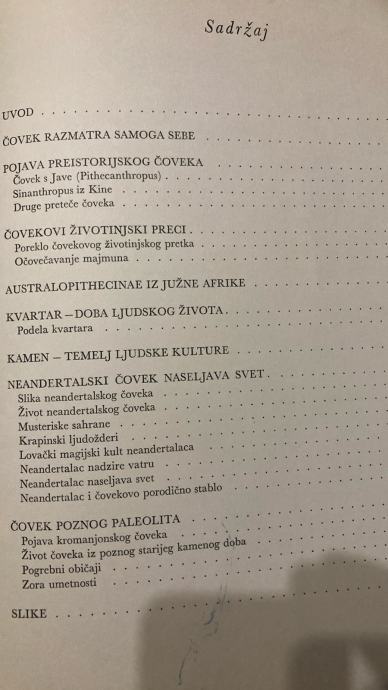 Sadržaj
UVOD
ČOVEK RAZMATRA SAMOGA SEBE
POJAVA PREISTORIJSKOG ČOVEKA
Čovek s Jave (Pithecanthropus)
Sinanthropus iz Kine
Druge preteče čoveka
ČOVEKOVI ŽIVOTINJSKI PRECI
Poreklo čovekovog životinjskog pretka
Očovečavanje majmuna
AUSTRALOPITHECINAE IZ JUŽNE AFRIKE
KVARTAR – DOBA LJUDSKOG ŽIVOTA
Podela kvartara
KAMEN – TEMELJ LJUDSKE KULTURE
NEANDERTALSKI ČOVEK NASELJAVA SVET
Slika neandertalskog čoveka
Život neandertalskog čoveka
Musteriske sahrane
Krapinski ljudožderi
Lovački magijski kult neandertalaca
Neandertalac nadzire vatru
Neandertalac naseljava svet
Neandertalac i čovekovo porodično stablo
ČOVEK POZNOG PALEOLITA
Pojava kromanjonskog čoveka
Život čoveka iz poznog starijeg kamenog doba
Pogrebni običaji
Zora umetnosti
SLIKE